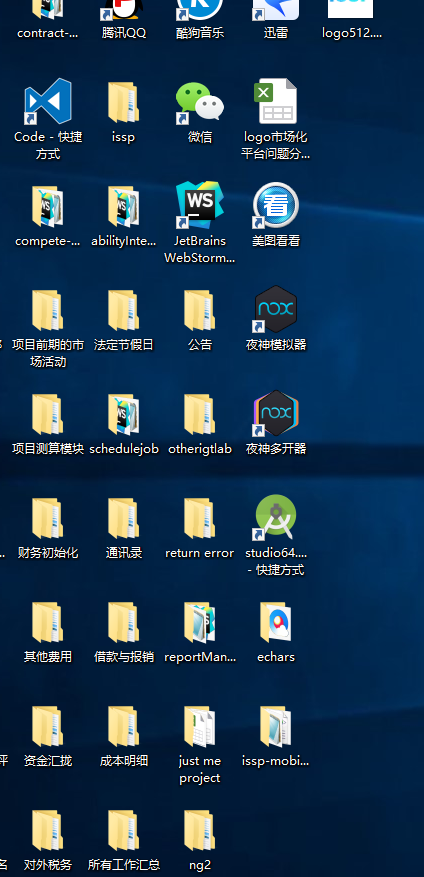 contract-...
腾讯QQ
酷狗音乐
迅雷
logo512....
Code - 快捷
方式
issp
微信
logo市场化
平台问题分...
compete-...
abilityInte...
JetBrains
WebStorm...
美图看看
项目前期的市
场活动
法定节假日
公告
夜神模拟器
项目测算模块
schedulejob
otherigtlab
夜神多开器
财务初始化
通讯录
return error
studio64....
- 快捷方式
其他费用
借款与报销
reportMan...
echars
评
资金汇拢
成本明细
just me
project
issp-mobi...
名
对外税务
所有工作汇总
ng2